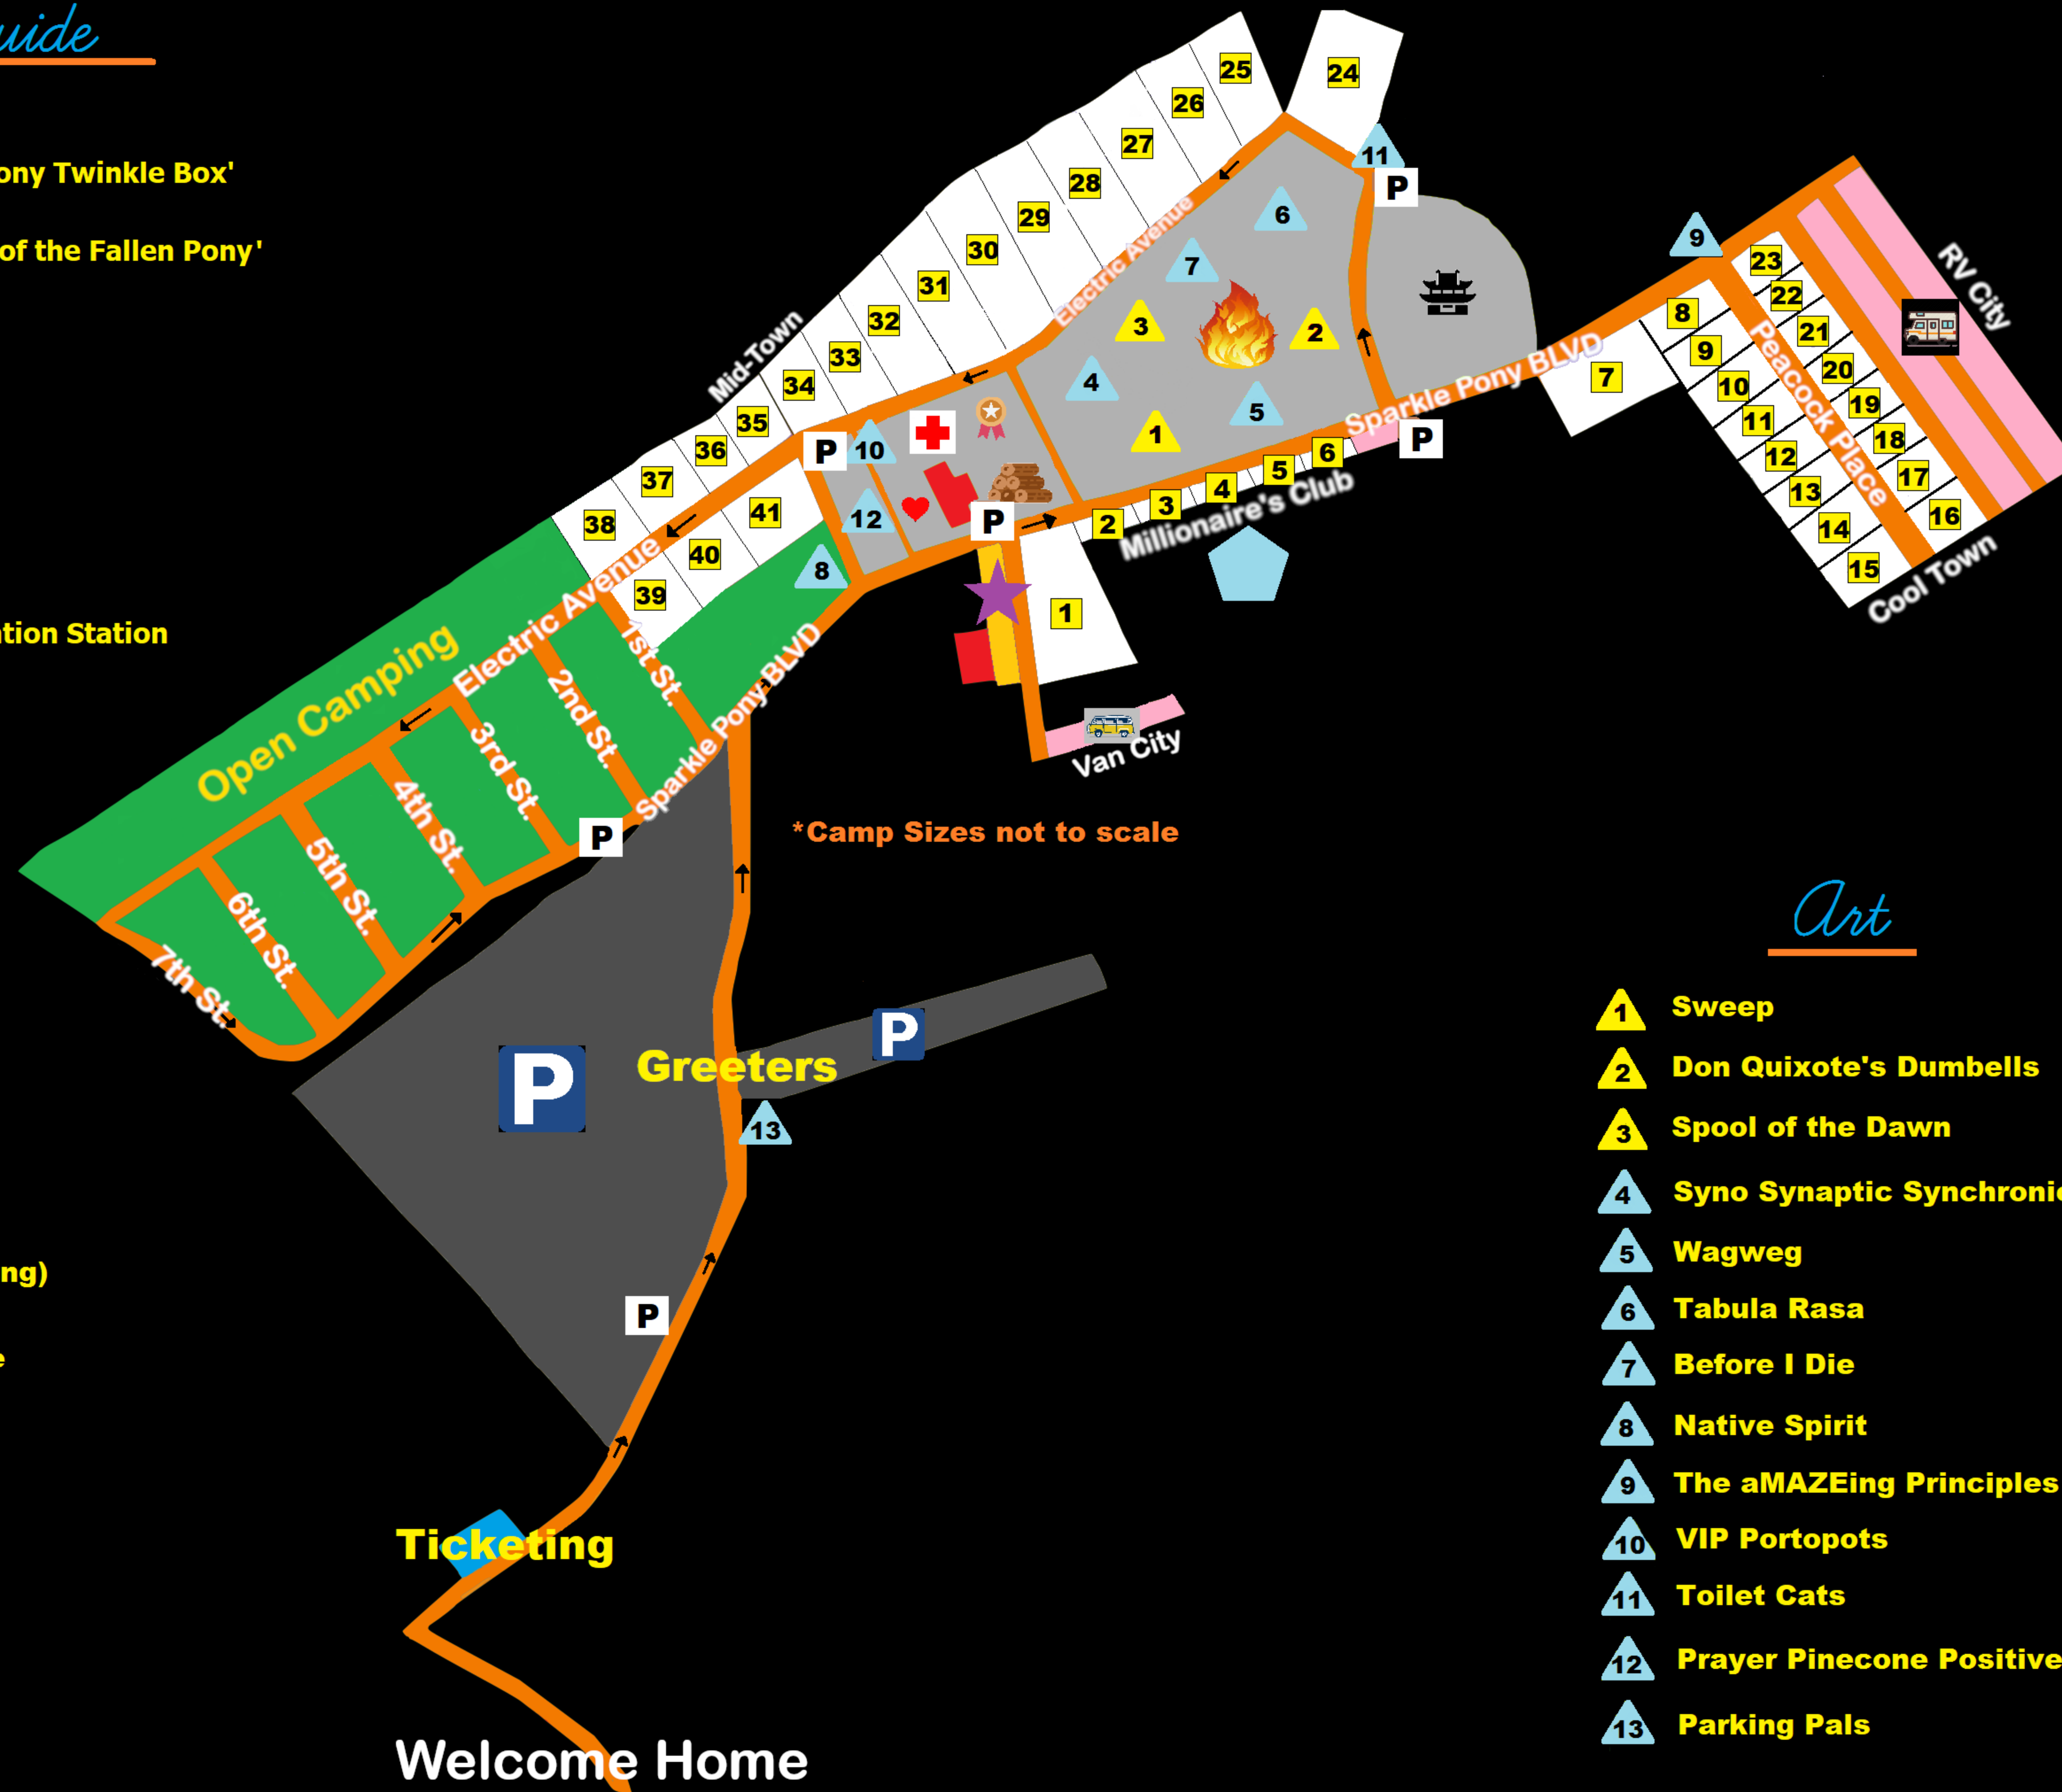 uide
ony Twinkle Box'
of the Fallen Pony'
tion Station
ng)
e
24
25
26
27
28
29
30
31
32
33
34
35
36
37
38
39
40
41
Mid-Town
Electric Avenue
11
P
6
7
3
2
4
5
1
Sparkle Pony BLVD
P
P
10
12
8
P
2
3
4
5
6
Millionaire's Club
1
Van City
9
7
8
9
10
11
12
13
14
15
16
17
18
19
20
21
22
23
Peacock Place
RV City
Cool Town
Open Camping
Electric Avenue
1st St.
2nd St.
3rd St.
4th St.
5th St.
6th St.
7th St.
Sparkle Pony BLVD
P
*Camp Sizes not to scale
P
P
Greeters
13
P
Ticketing
Welcome Home
Art
1 Sweep
2 Don Quixote's Dumbells
3 Spool of the Dawn
4 Syno Synaptic Synchronic
5 Wagweg
6 Tabula Rasa
7 Before I Die
8 Native Spirit
9 The aMAZEing Principles
10 VIP Portopots
11 Toilet Cats
12 Prayer Pinecone Positive
13 Parking Pals